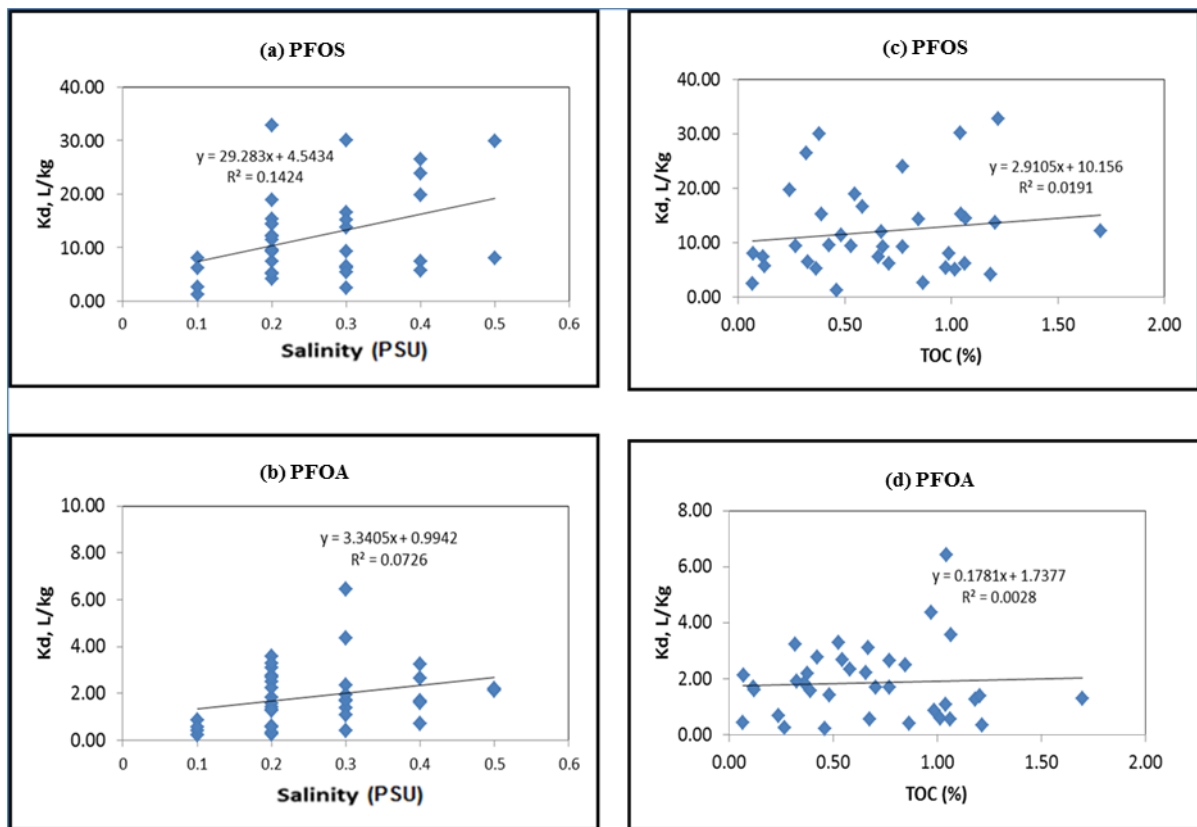 (a) PFOS
40.00
30.00
20.00
10.00
0.00
Kd, L/kg
y = 29.283x + 4.5434
R² = 0.1424
0 0.1 0.2 0.3 0.4 0.5 0.6
Salinity (PSU)
(c) PFOS
40.00
30.00
20.00
10.00
0.00
Kd, L/Kg
y = 2.9105x + 10.156
R² = 0.0191
0.00 0.50 1.00 1.50 2.00
TOC (%)
(b) PFOA
10.00
8.00
6.00
4.00
2.00
0.00
Kd, L/kg
y = 3.3405x + 0.9942
R² = 0.0726
0 0.1 0.2 0.3 0.4 0.5 0.6
Salinity (PSU)
(d) PFOA
8.00
6.00
4.00
2.00
0.00
Kd, L/Kg
y = 0.1781x + 1.7377
R² = 0.0028
0.00 0.50 1.00 1.50 2.00
TOC (%)